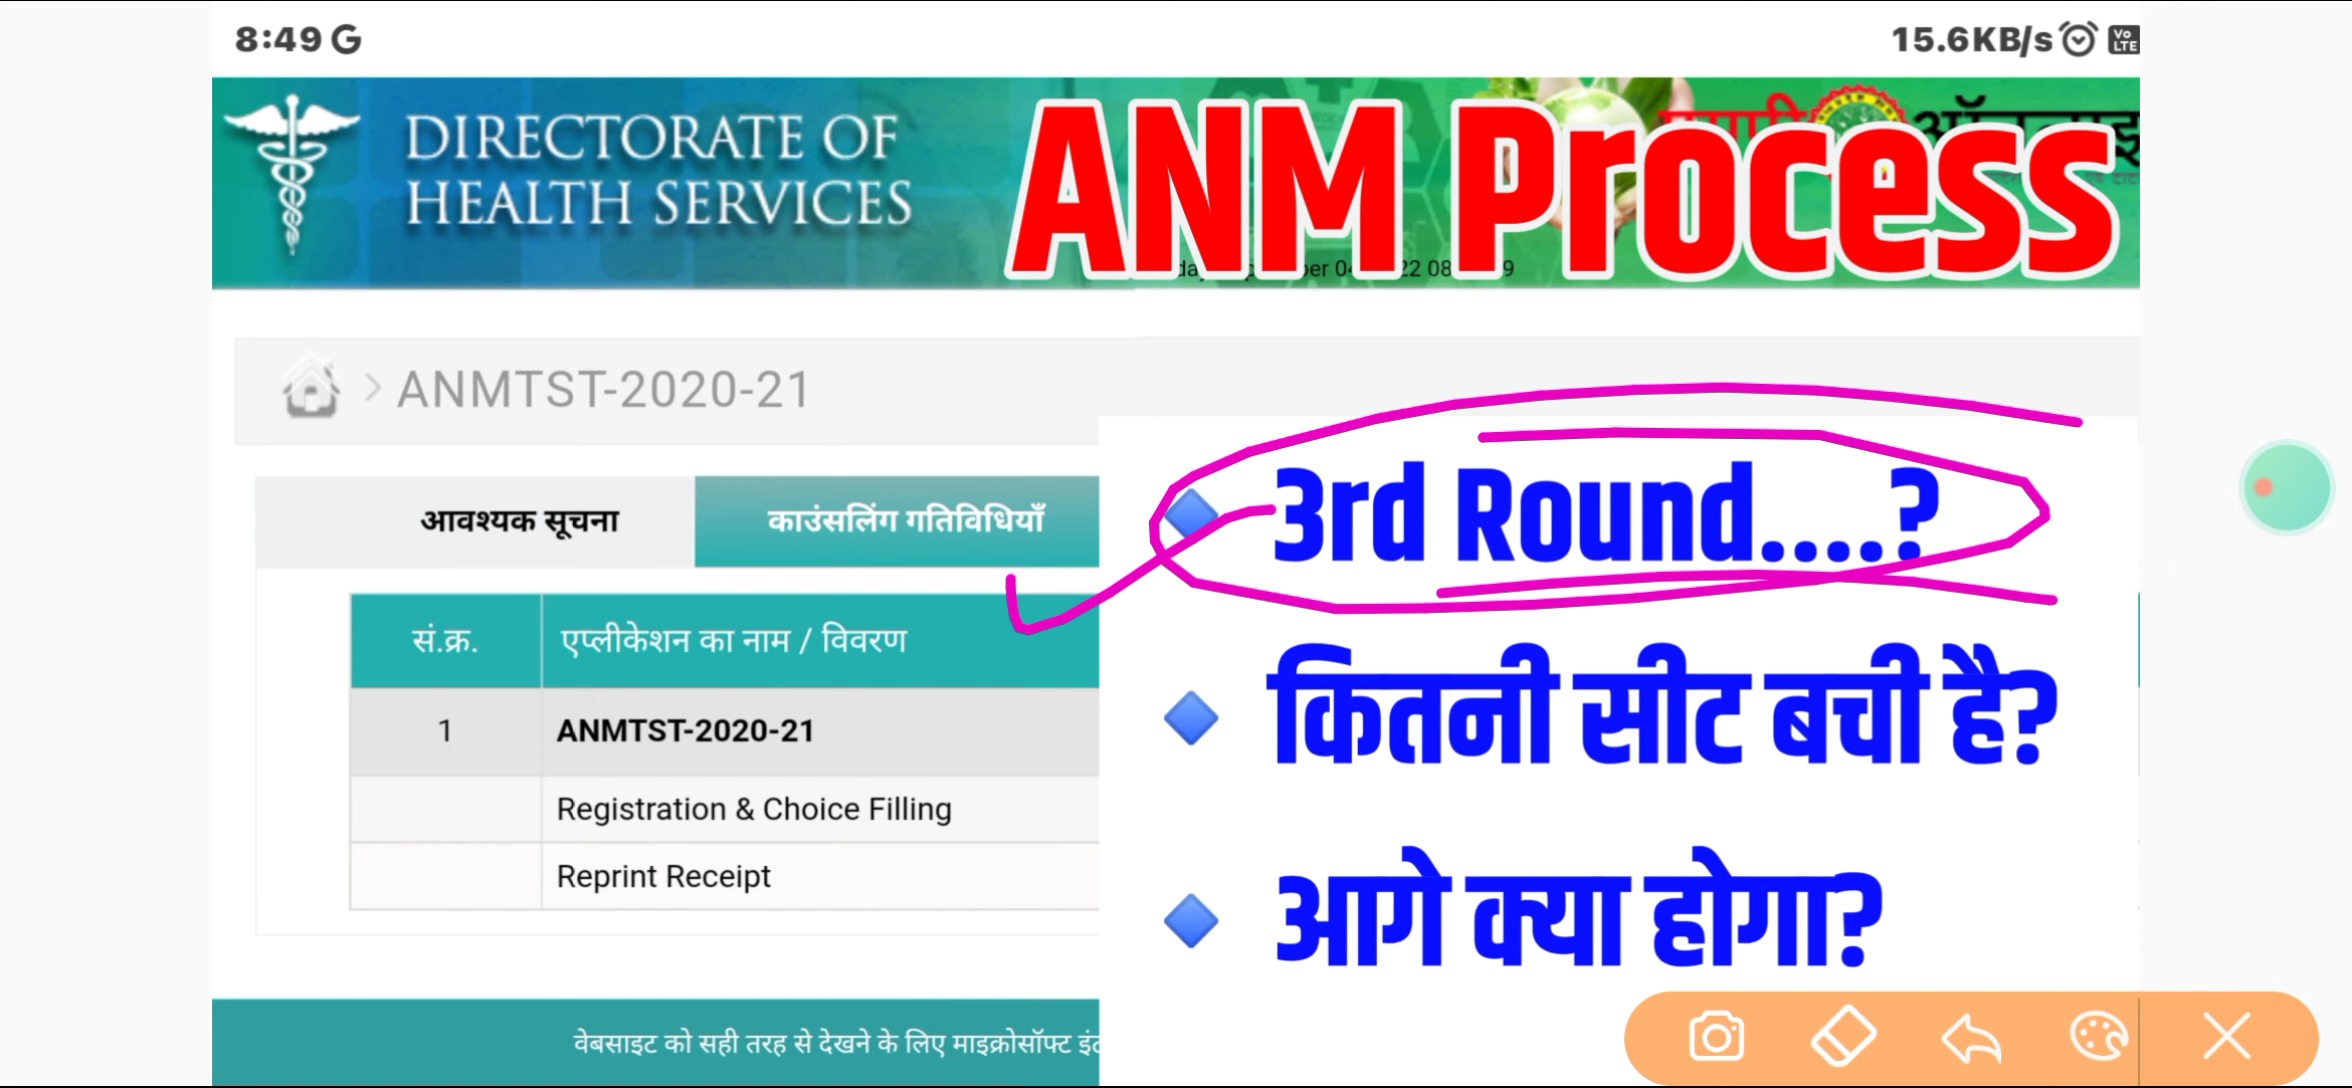 8:49 G
15.6KB/s Vo LTE
DIRECTORATE OF
HEALTH SERVICES
ANM Process
> ANMTST-2020-21
आवश्यक सूचना
काउंसलिंग गतिविधियाँ
3rd Round....?
सं.क्र.
एप्लीकेशन का नाम / विवरण
कितनी सीट बची है?
1
ANMTST-2020-21
Registration & Choice Filling
Reprint Receipt
आगे क्या होगा?
वेबसाइट को सही तरह से देखने के लिए माइक्रोसॉफ्ट